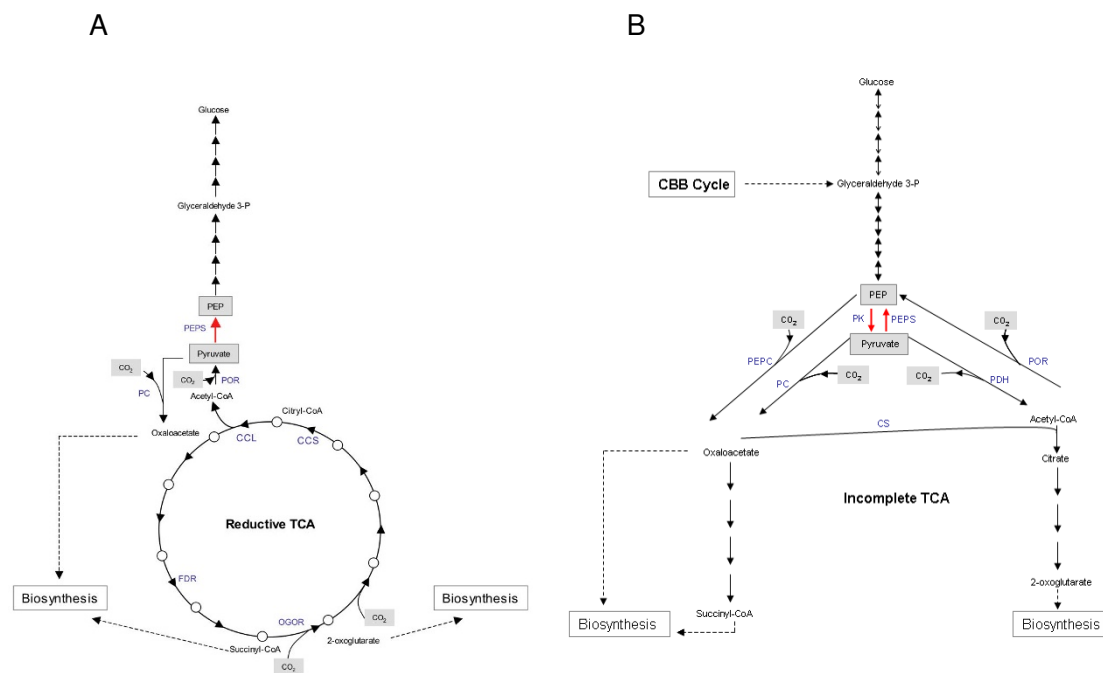 A
Glucose
Glyceraldehyde 3-P
PEP
PEPS
Pyruvate
CO2
CO2
POR
PC
Acetyl-CoA
Oxaloacetate
Citryl-CoA
CCL
CCS
Reductive TCA
FDR
Biosynthesis
Biosynthesis
OGOR
CO2
2-oxoglutarate
Succinyl-CoA
CO2
B
Glucose
CBB Cycle
Glyceraldehyde 3-P
PEP
CO2
PK
PEPS
CO2
Pyruvate
PEPC
POR
PC
CO2
CO2
PDH
Acetyl-CoA
CS
Oxaloacetate
Citrate
Incomplete TCA
2-oxoglutarate
Succinyl-CoA
Biosynthesis
Biosynthesis